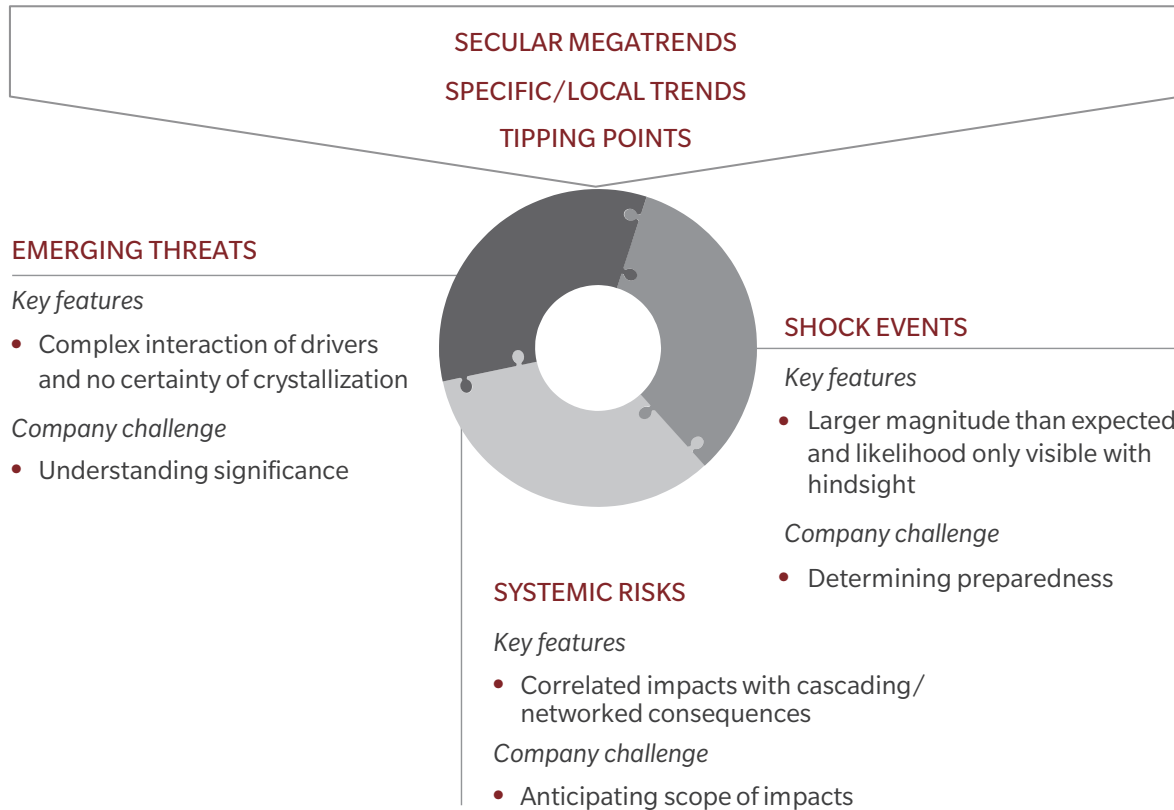 SECULAR MEGATRENDS
SPECIFIC/LOCAL TRENDS
TIPPING POINTS
EMERGING THREATS
Key features
• Complex interaction of drivers
and no certainty of crystallization
Company challenge
• Understanding significance
SHOCK EVENTS
Key features
• Larger magnitude than expected
and likelihood only visible with
hindsight
Company challenge
• Determining preparedness
SYSTEMIC RISKS
Key features
• Correlated impacts with cascading/
networked consequences
Company challenge
• Anticipating scope of impacts